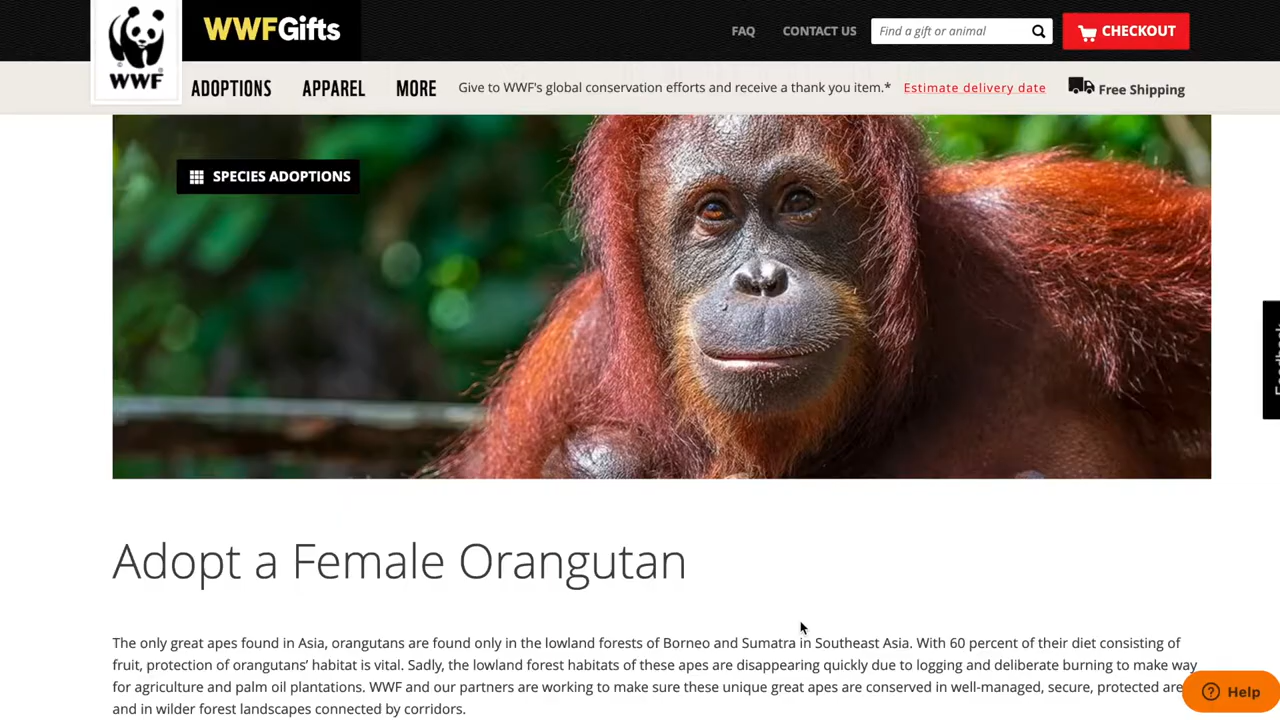 WWF
WWFGifts
FAQ
CONTACT US
Find a gift or animal
CHECKOUT
ADOPTIONS
APPAREL
MORE
Give to WWF's global conservation efforts and receive a thank you item.*
Estimate delivery date
Free Shipping
SPECIES ADOPTIONS
Adopt a Female Orangutan
The only great apes found in Asia, orangutans are found only in the lowland forests of Borneo and Sumatra in Southeast Asia. With 60 percent of their diet consisting of
fruit, protection of orangutans’ habitat is vital. Sadly, the lowland forest habitats of these apes are disappearing quickly due to logging and deliberate burning to make way
for agriculture and palm oil plantations. WWF and our partners are working to make sure these unique great apes are conserved in well-managed, secure, protected
and in wilder forest landscapes connected by corridors.
Help